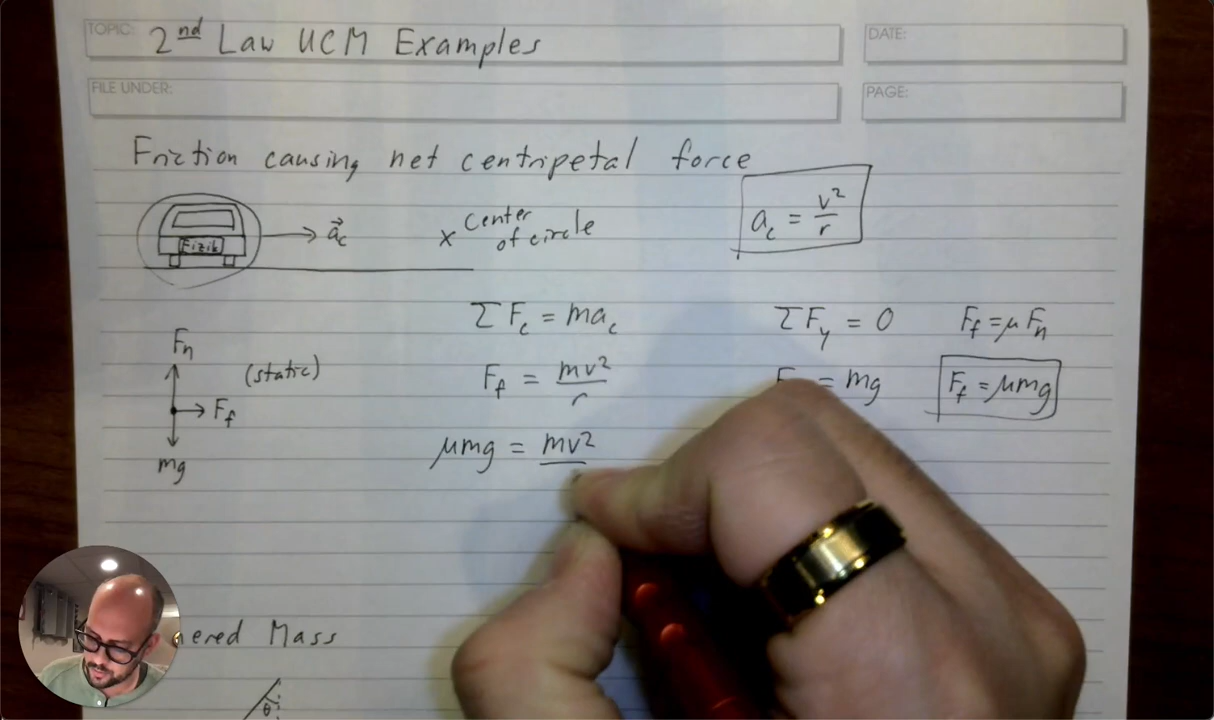 TOPIC: 2nd Law UCM Examples
DATE:
FILE UNDER:
PAGE:
Friction causing net centripetal force
Fizik
a⃗c
x center
of circle
ac = v²/r
ΣFc = mac
ΣFy = 0
Ff = μFn
Fn
(static)
Ff
mg
Ff = mv²/r
= mg
Ff = μmg
μmg = mv²
Mass
θ